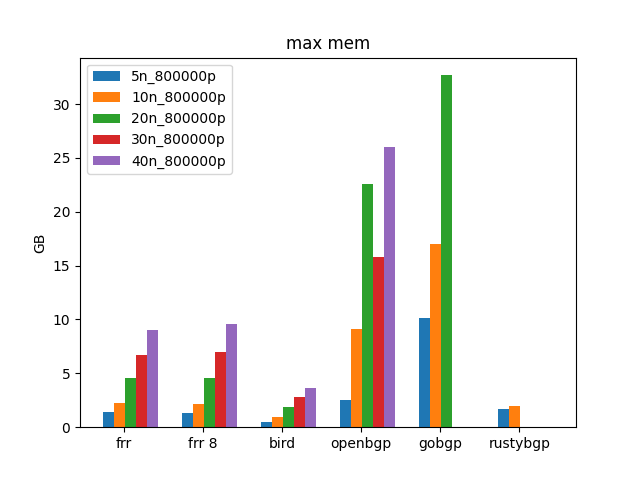 max mem
5n_800000p
10n_800000p
20n_800000p
30n_800000p
40n_800000p
GB
30
25
20
15
10
5
0
frr
frr 8
bird
openbgp
gobgp
rustybgp